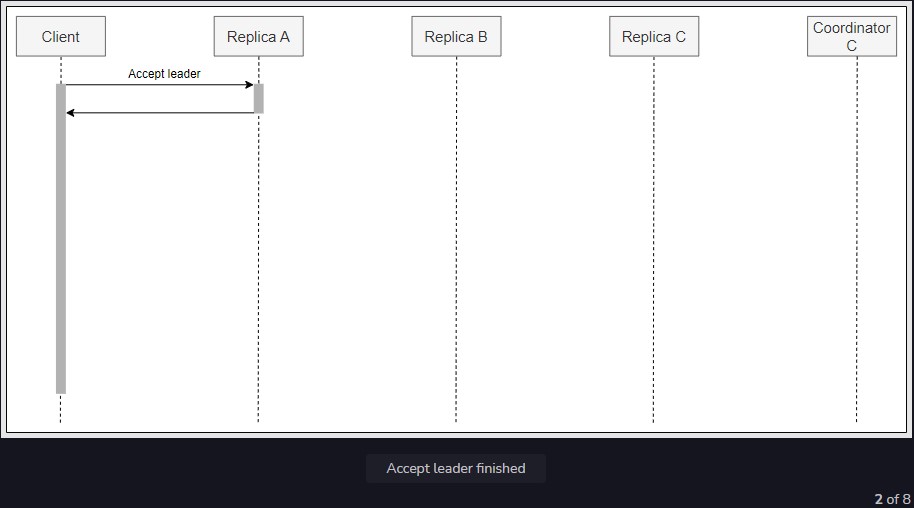 Client
Replica A
Replica B
Replica C
Coordinator
C
Accept leader
Accept leader finished
2 of 8